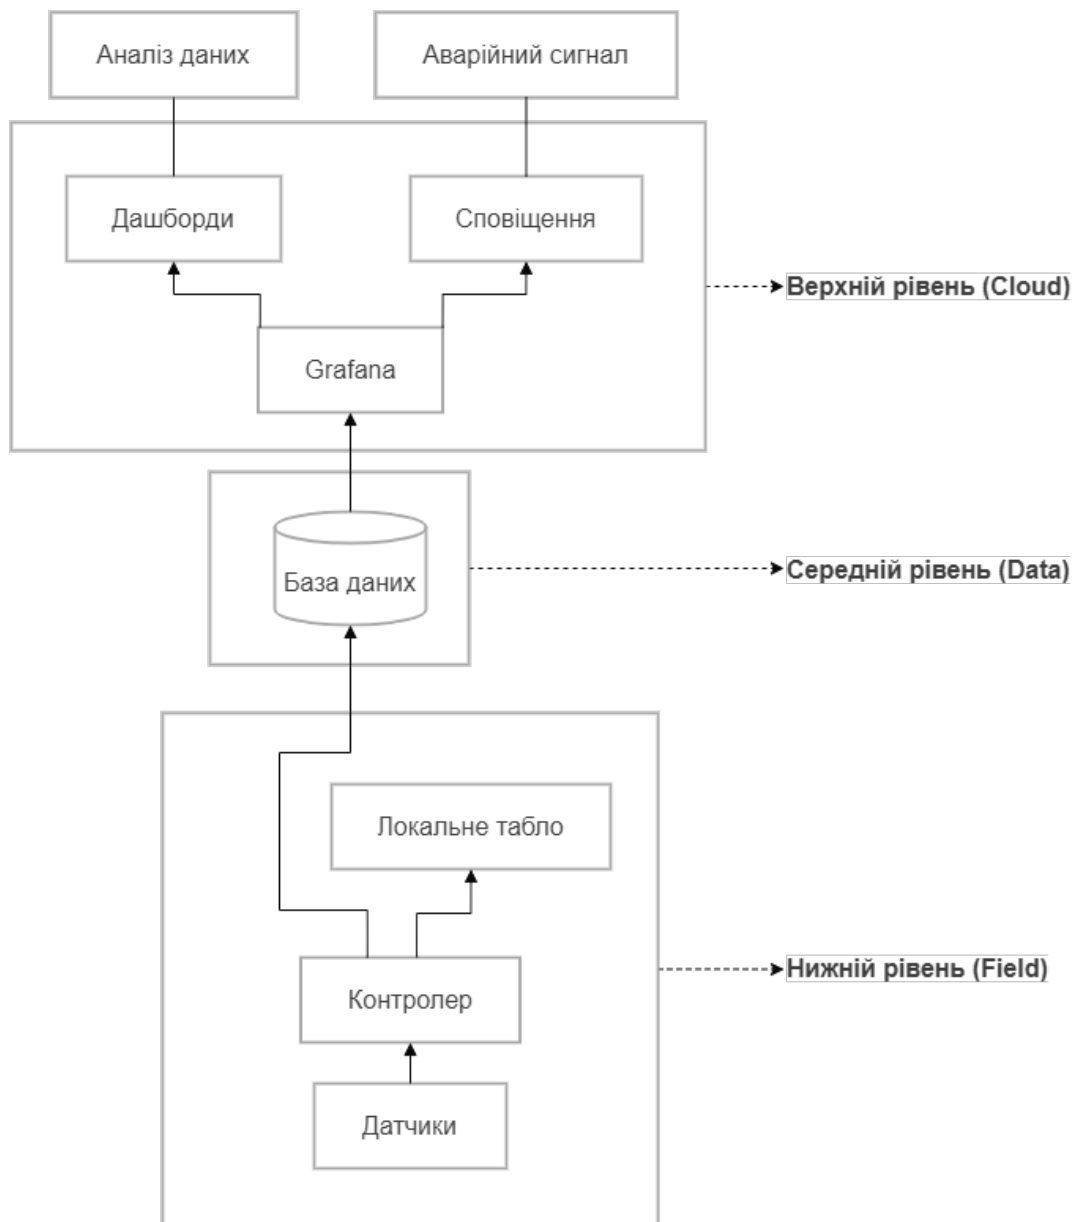 Аналіз даних
Аварійний сигнал
Дашборди
Сповіщення
Верхній рівень (Cloud)
Grafana
База даних
Середній рівень (Data)
Локальне табло
Нижній рівень (Field)
Контролер
Датчики